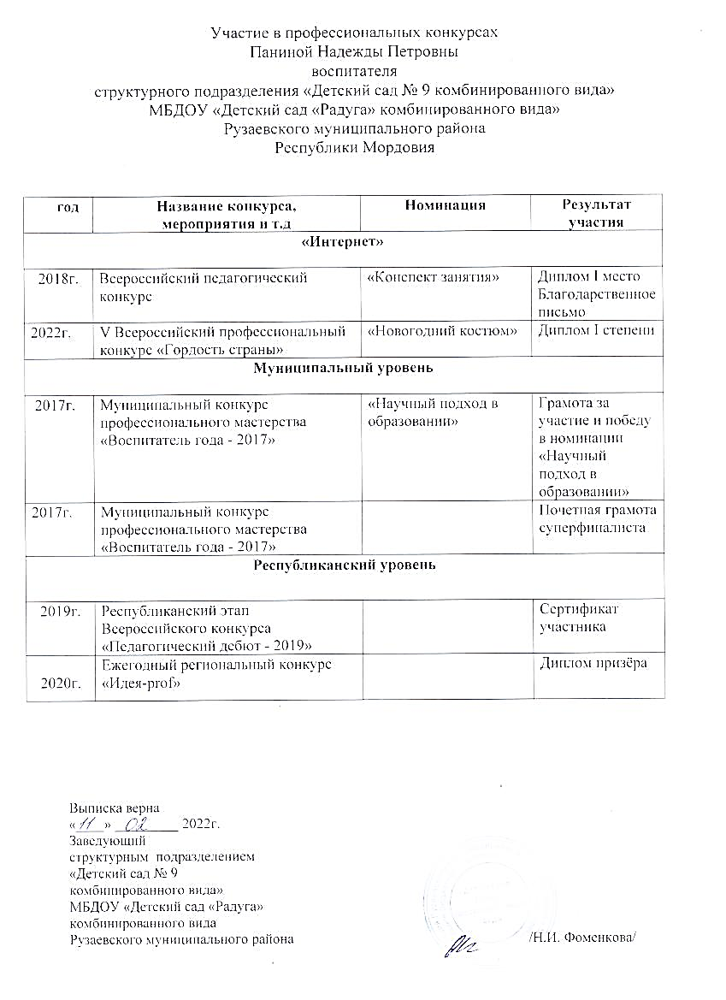 Участие в профессиональных конкурсах
Паниной Надежды Петровны
воспитателя
структурного подразделения «Детский сад № 9 комбинированного вида»
МБДОУ «Детский сад «Радуга» комбинированного вида»
Рузаевского муниципального района
Республики Мордовия
год
Название конкурса,
мероприятия и т.д
Номинация
Результат
участия
«Интернет»
2018г.
Всероссийский педагогический
конкурс
«Конспект занятия»
Диплом I место
Благодарственное
письмо
2022г.
V Всероссийский профессиональный
конкурс «Гордость страны»
«Новогодний костюм»
Диплом I степени
Муниципальный уровень
2017г.
Муниципальный конкурс
профессионального мастерства
«Воспитатель года - 2017»
«Научный подход в
образовании»
Грамота за
участие и победу
в номинации
«Научный
подход в
образовании»
2017г.
Муниципальный конкурс
профессионального мастерства
«Воспитатель года - 2017»
Почетная грамота
суперфиналиста
Республиканский уровень
2019г.
Республиканский этап
Всероссийского конкурса
«Педагогический дебют - 2019»
Сертификат
участника
2020г.
Ежегодный региональный конкурс
«Идея-prof»
Диплом призёра
Выписка верна
«11» 02 2022г.
Заведующий
структурным подразделением
«Детский сад № 9
комбинированного вида»
МБДОУ «Детский сад «Радуга»
комбинированного вида
Рузаевского муниципального района
/Н.И. Фоменкова/